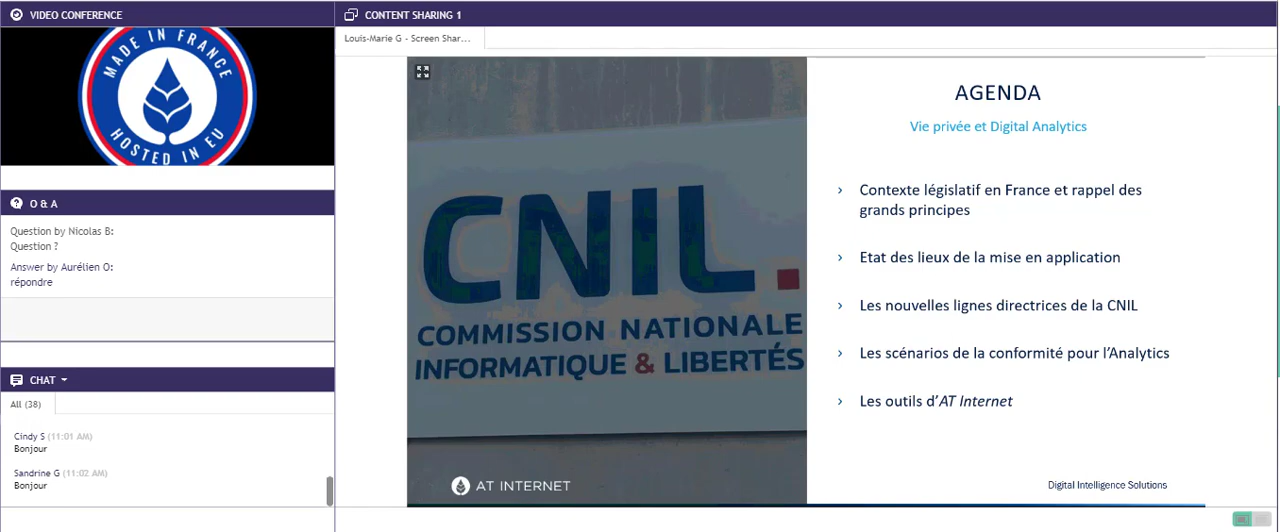 VIDEO CONFERENCE
MADE IN FRANCE
HOSTED IN EU
Q & A
Question by Nicolas B:
Question ?
Answer by Aurélien O:
répondre
CHAT
All (38)
Cindy S (11:01 AM)
Bonjour
Sandrine G (11:02 AM)
Bonjour
CONTENT SHARING 1
Louis-Marie G - Screen Shar...
CNIL.
COMMISSION NATIONALE
INFORMATIQUE & LIBERTÉS
AT INTERNET
AGENDA
Vie privée et Digital Analytics
› Contexte législatif en France et rappel des
grands principes
› Etat des lieux de la mise en application
› Les nouvelles lignes directrices de la CNIL
› Les scénarios de la conformité pour l’Analytics
› Les outils d’AT Internet
Digital Intelligence Solutions